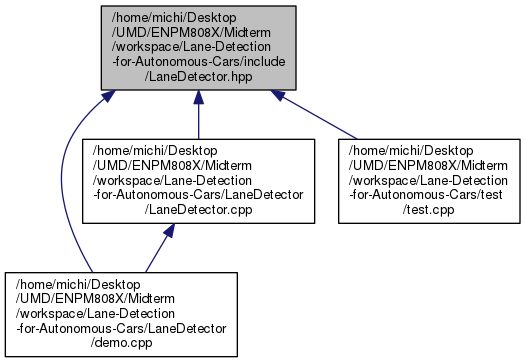 /home/michi/Desktop
/UMD/ENPM808X/Midterm
/workspace/Lane-Detection
-for-Autonomous-Cars/include
/LaneDetector.hpp
/home/michi/Desktop
/UMD/ENPM808X/Midterm
/workspace/Lane-Detection
-for-Autonomous-Cars/LaneDetector
/LaneDetector.cpp
/home/michi/Desktop
/UMD/ENPM808X/Midterm
/workspace/Lane-Detection
-for-Autonomous-Cars/test
/test.cpp
/home/michi/Desktop
/UMD/ENPM808X/Midterm
/workspace/Lane-Detection
-for-Autonomous-Cars/LaneDetector
/demo.cpp